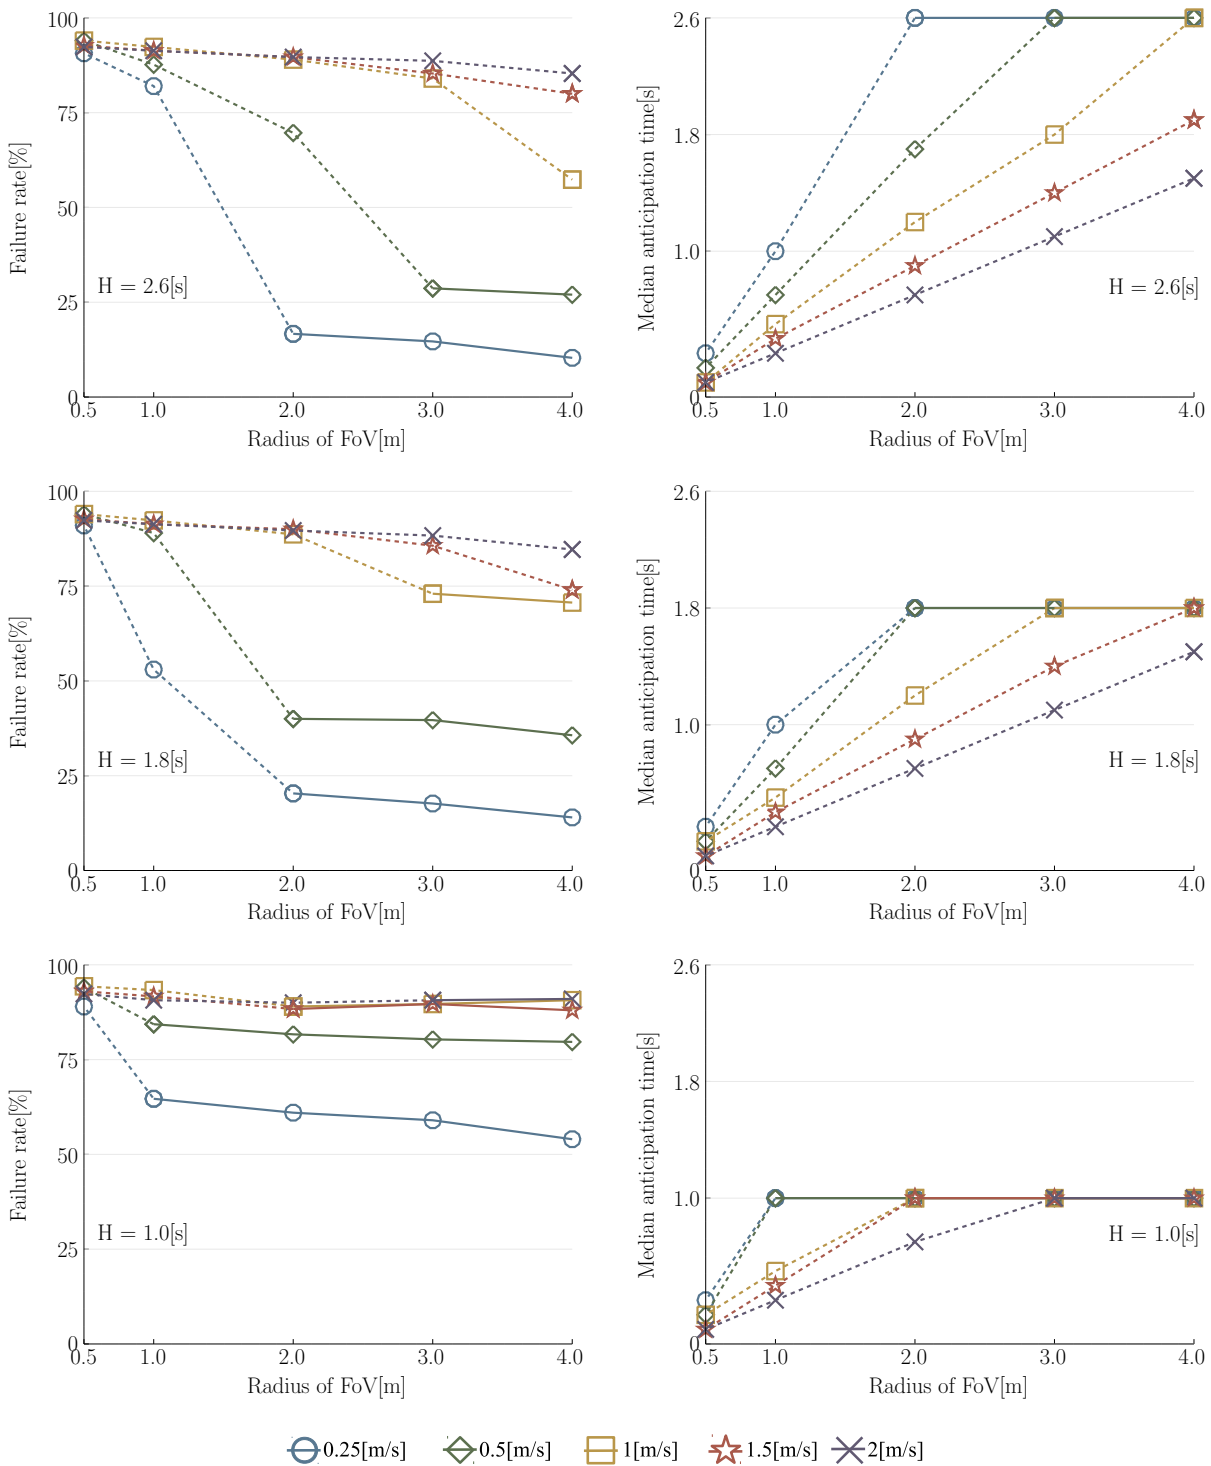 100
75
50
25
0
Failure rate[%]
H = 2.6[s]
0.5 1.0 2.0 3.0 4.0
Radius of FoV[m]
2.6
1.8
1.0
0
Median anticipation time[s]
H = 2.6[s]
0.5 1.0 2.0 3.0 4.0
Radius of FoV[m]
100
75
50
25
0
Failure rate[%]
H = 1.8[s]
0.5 1.0 2.0 3.0 4.0
Radius of FoV[m]
2.6
1.8
1.0
0
Median anticipation time[s]
H = 1.8[s]
0.5 1.0 2.0 3.0 4.0
Radius of FoV[m]
100
75
50
25
0
Failure rate[%]
H = 1.0[s]
0.5 1.0 2.0 3.0 4.0
Radius of FoV[m]
2.6
1.8
1.0
0
Median anticipation time[s]
H = 1.0[s]
0.5 1.0 2.0 3.0 4.0
Radius of FoV[m]
0.25[m/s] 0.5[m/s] 1[m/s] 1.5[m/s] 2[m/s]